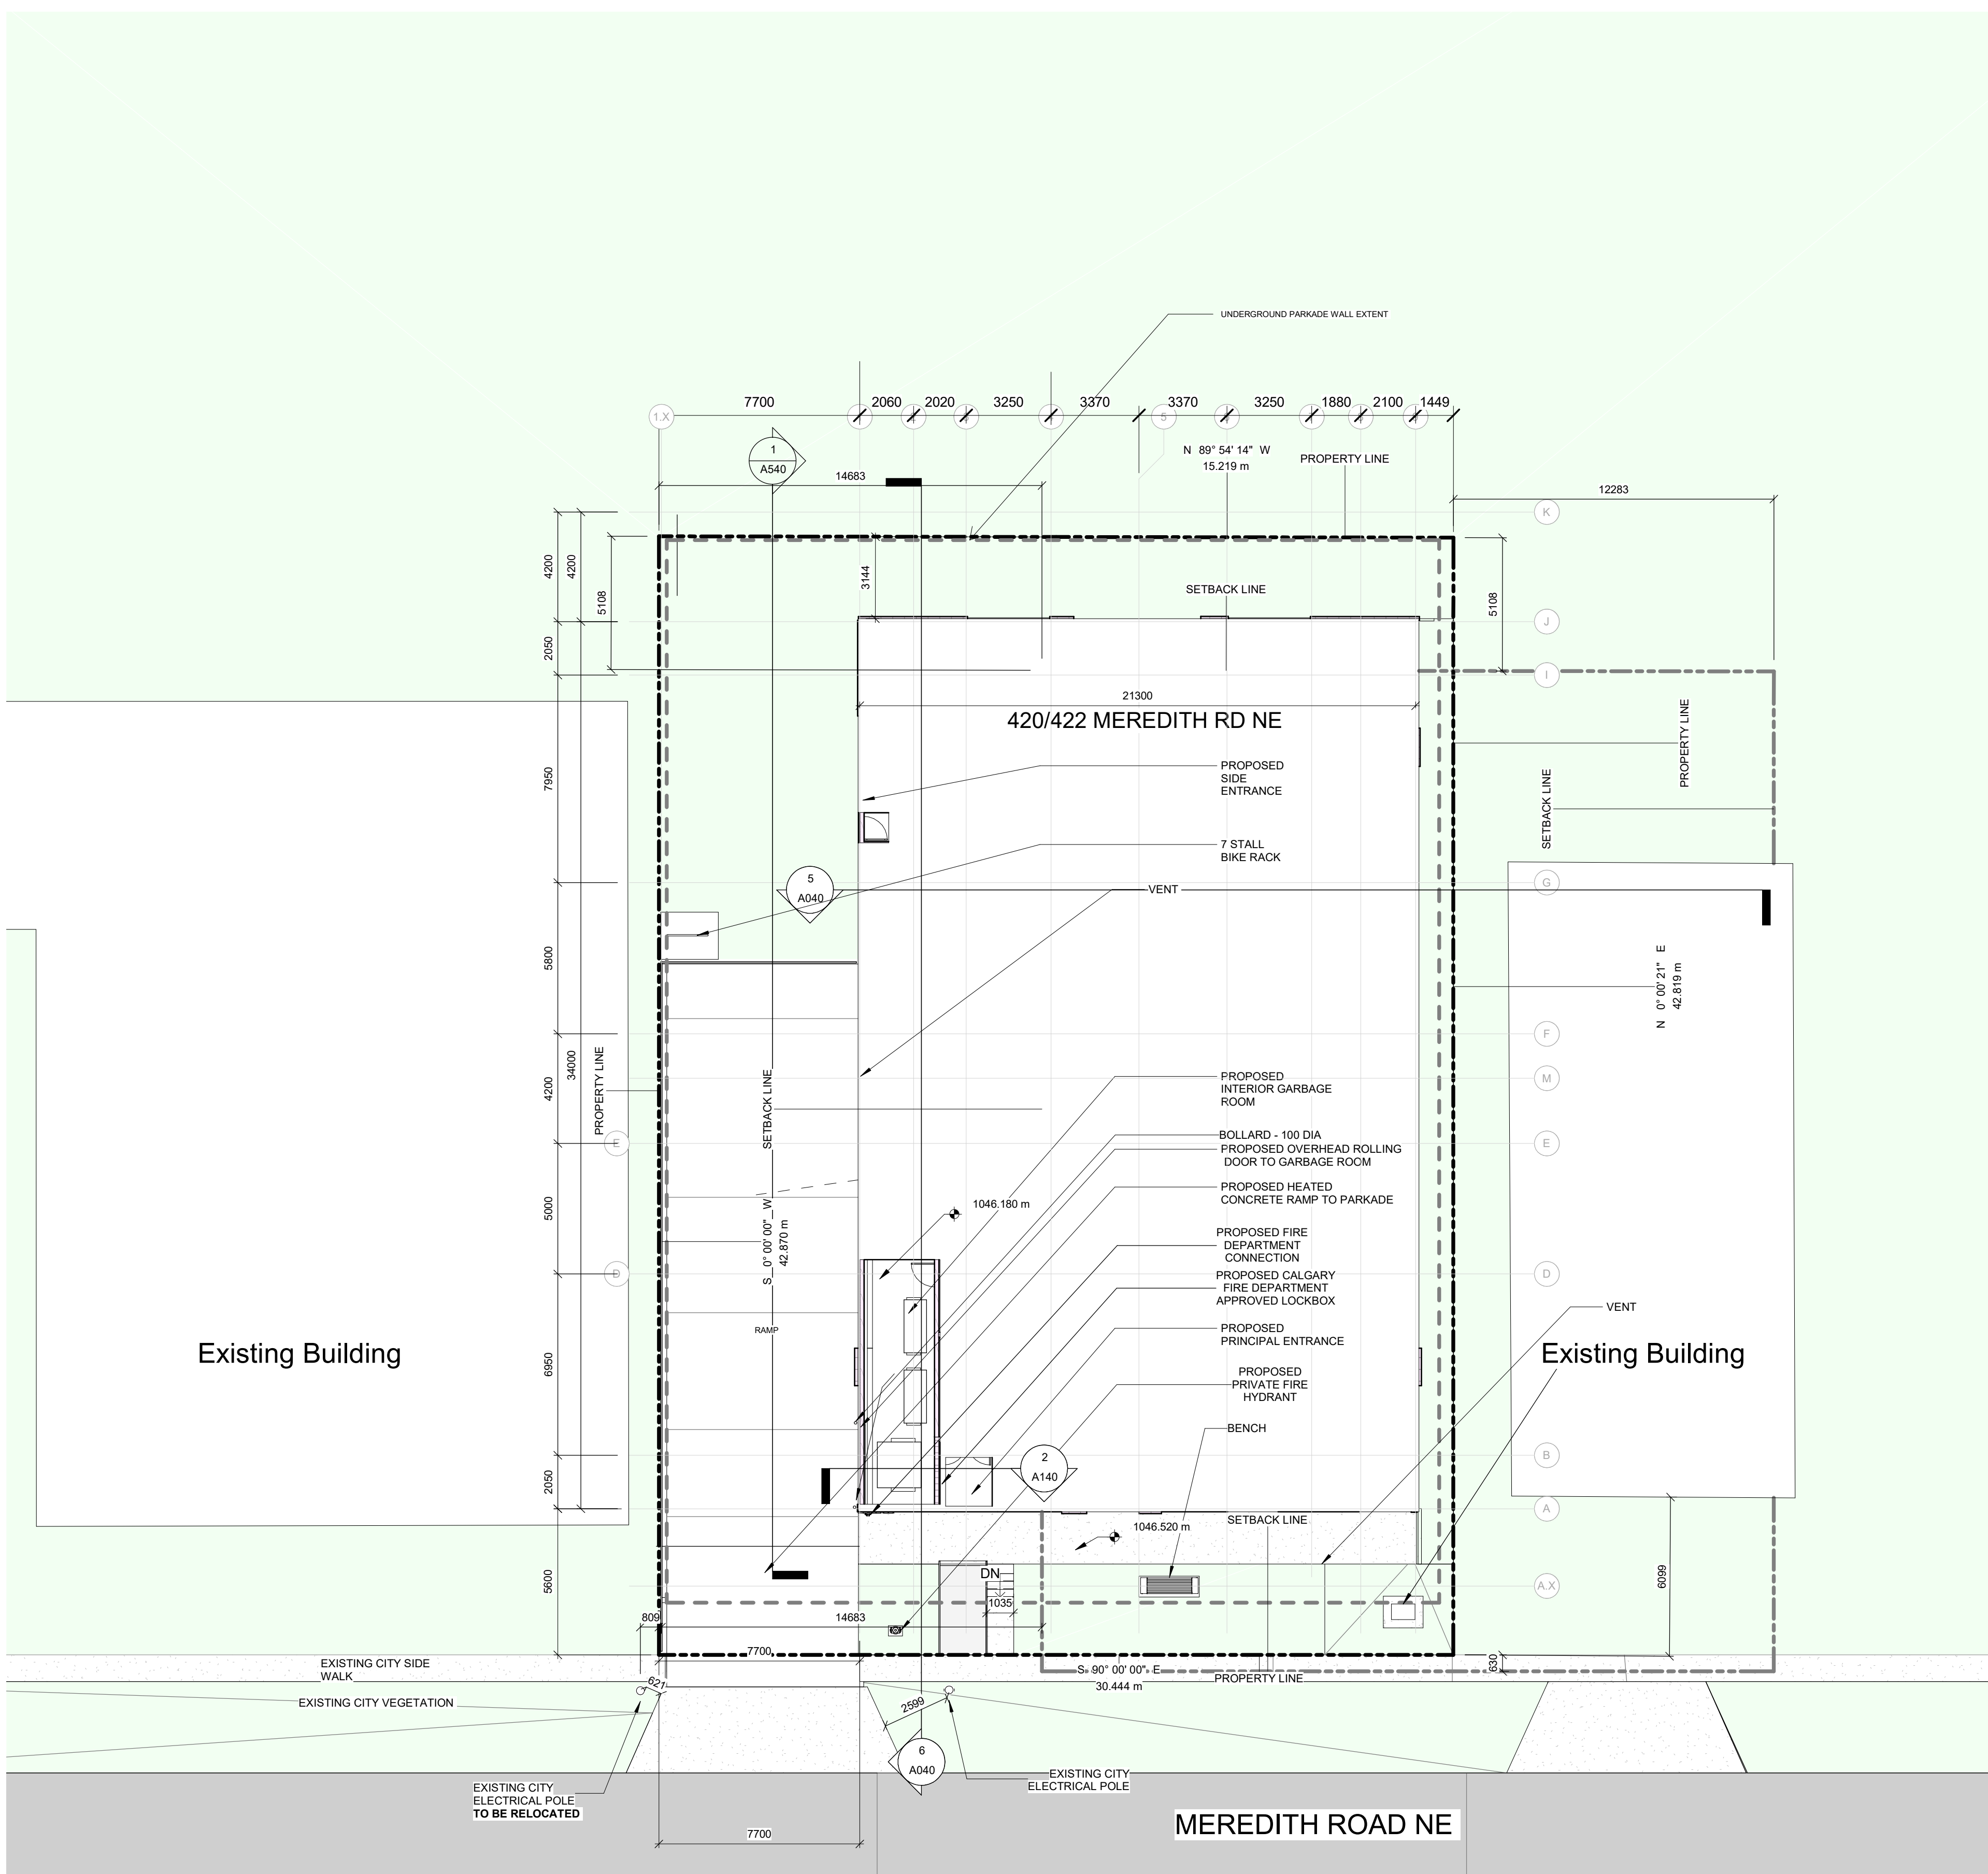 UNDERGROUND PARKADE WALL EXTENT
7700
2060
2020
3250
3370
3370
3250
1880
2100
1449
1.X
5
1
A540
N 89° 54' 14" W
15.219 m
PROPERTY LINE
14683
12283
K
4200
4200
3144
5108
5108
SETBACK LINE
J
2050
I
21300
420/422 MEREDITH RD NE
PROPERTY LINE
SETBACK LINE
7950
PROPOSED
SIDE
ENTRANCE
7 STALL
BIKE RACK
5
A040
VENT
G
5800
N 0° 00' 21" E
42.819 m
F
34000
4200
PROPERTY LINE
SETBACK LINE
M
PROPOSED
INTERIOR GARBAGE
ROOM
BOLLARD - 100 DIA
PROPOSED OVERHEAD ROLLING
DOOR TO GARBAGE ROOM
E
E
PROPOSED HEATED
CONCRETE RAMP TO PARKADE
5000
1046.180 m
S 0° 00' 00" W
42.870 m
PROPOSED FIRE
DEPARTMENT
CONNECTION
D
D
PROPOSED CALGARY
FIRE DEPARTMENT
APPROVED LOCKBOX
VENT
RAMP
PROPOSED
PRINCIPAL ENTRANCE
Existing Building
Existing Building
6950
PROPOSED
PRIVATE FIRE
HYDRANT
BENCH
2
A140
B
2050
A
SETBACK LINE
1046.520 m
5600
DN
A.X
6099
1035
809
14683
7700
EXISTING CITY SIDE
WALK
630
S 90° 00' 00" E
PROPERTY LINE
30.444 m
621
EXISTING CITY VEGETATION
2599
6
A040
EXISTING CITY
ELECTRICAL POLE
EXISTING CITY
ELECTRICAL POLE
TO BE RELOCATED
MEREDITH ROAD NE
7700